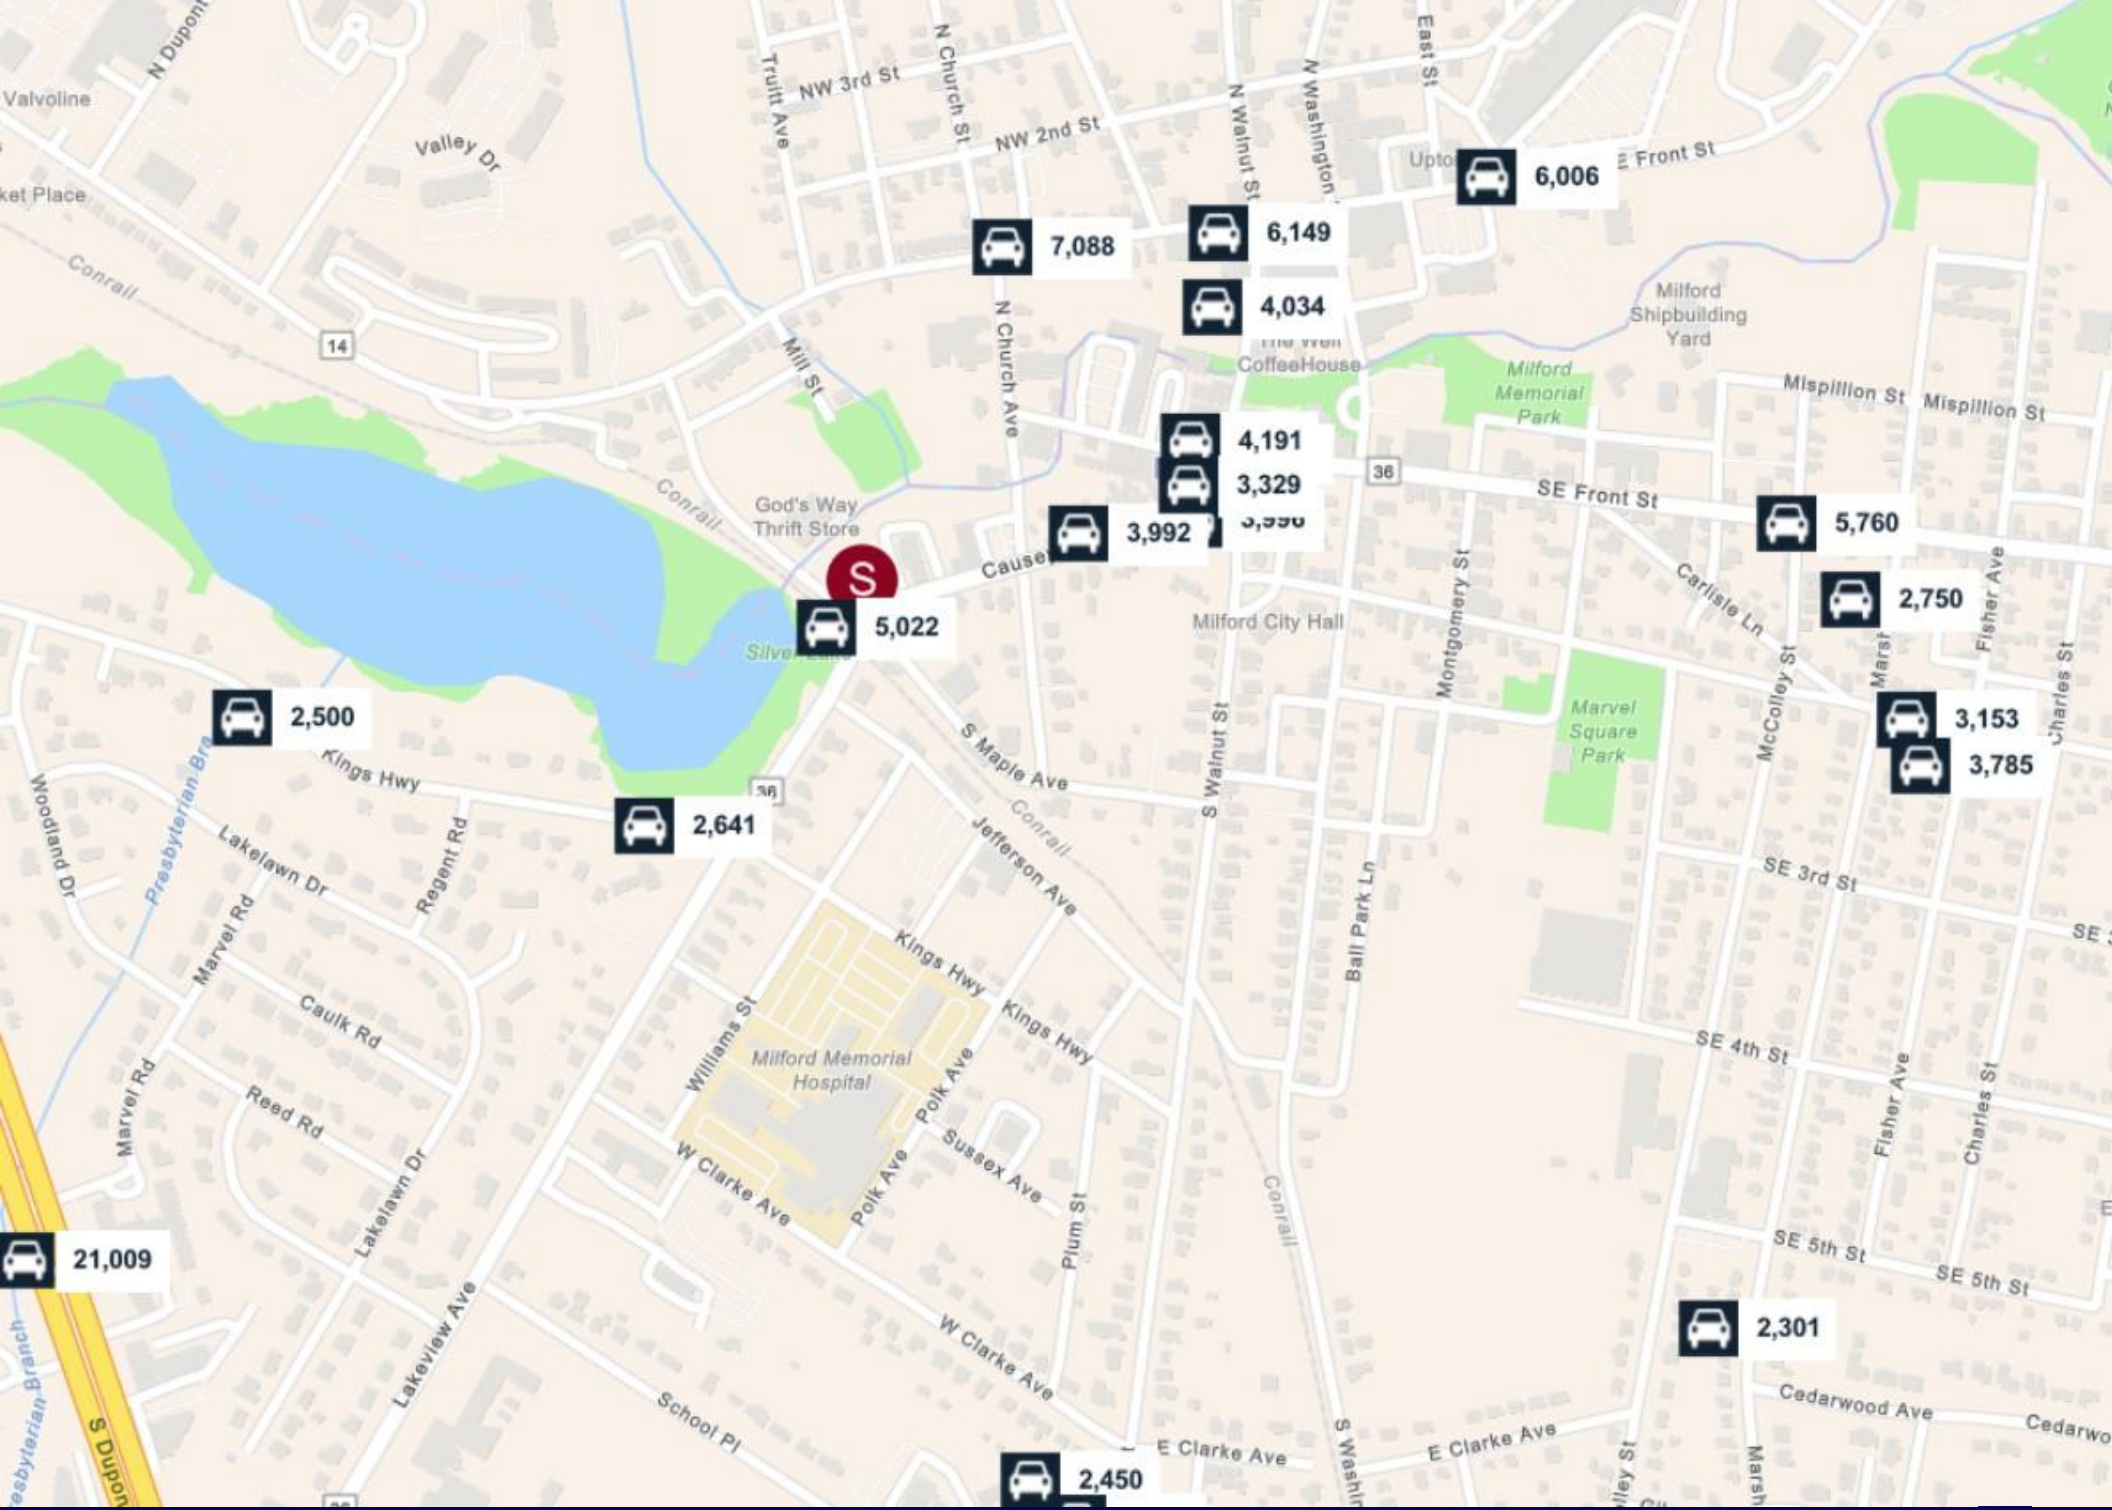 N Dupont
Valvoline
ket Place
Conrail
14
Valley Dr
Truitt Ave
NW 3rd St
N Church St
NW 2nd St
N Walnut St
N Washington
East St
E Front St
6,006
7,088
6,149
4,034
CoffeeHouse
Milford
Shipbuilding
Yard
Milford
Memorial
Park
Mispillion St
Mispillion St
N Church Ave
Mill St
Conrail
God's Way
Thrift Store
S
5,022
3,992
4,191
3,329
36
SE Front St
5,760
2,750
Carlisle Ln
Fisher Ave
Charles St
Milford City Hall
Montgomery St
McColley St
Marvel
Square
Park
3,153
3,785
2,500
Kings Hwy
2,641
36
S Maple Ave
Conrail
Jefferson Ave
S Walnut St
Ball Park Ln
SE 3rd St
SE
Woodland Dr
Lakelawn Dr
Regent Rd
Marvel Rd
Caulk Rd
Kings Hwy
Kings Hwy
Williams St
Milford Memorial
Hospital
Polk Ave
Polk Ave
Sussex Ave
SE 4th St
Fisher Ave
Charles St
Marvel Rd
Reed Rd
Lakelawn Dr
W Clarke Ave
Plum St
Conrail
SE 5th St
SE 5th St
21,009
Lakeview Ave
W Clarke Ave
2,301
Cedarwood Ave
Cedarwo
School Pl
E Clarke Ave
E Clarke Ave
S Washin
S Dupon
2,450